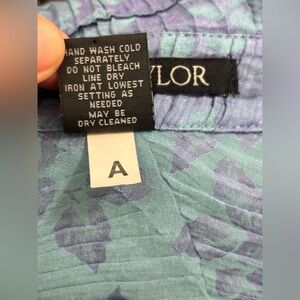 HAND WASH COLD
SEPARATELY
DO NOT BLEACH
LINE DRY
IRON AT LOWEST
SETTING AS
NEEDED
MAY BE
DRY CLEANED
YLOR
A